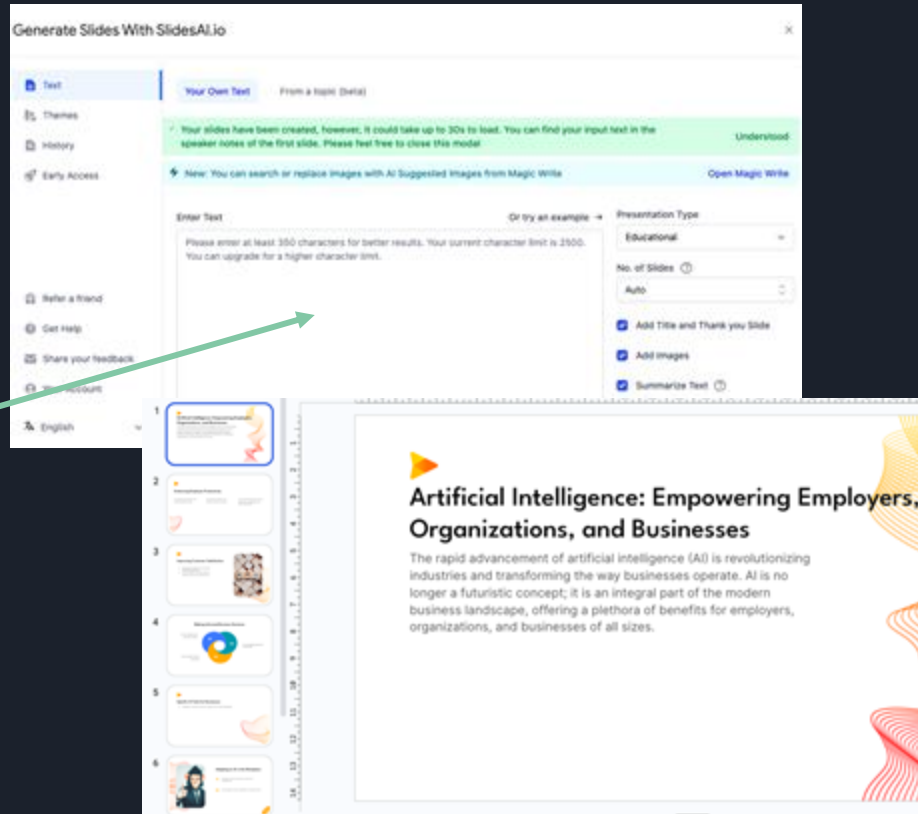 Generate Slides With SlidesAI.io
Text
Themes
History
Early Access
Refer a friend
Get Help
Share your feedback
Account
English
Your Own Text
From a topic (beta)
Your slides have been created, however, it could take up to 30s to load. You can find your input text in the
speaker notes of the first slide. Please feel free to close this modal
Understood
New: You can search or replace images with AI Suggested Images from Magic Write
Open Magic Write
Enter Text
Or try an example →
Please enter at least 350 characters for better results. Your current character limit is 2500.
You can upgrade for a higher character limit.
Presentation Type
Educational
No. of Slides
Auto
Add Title and Thank you Slide
Add Images
Summarize Text
1
2
3
4
5
6
Artificial Intelligence: Empowering Employers,
Organizations, and Businesses
The rapid advancement of artificial intelligence (AI) is revolutionizing
industries and transforming the way businesses operate. AI is no
longer a futuristic concept; it is an integral part of the modern
business landscape, offering a plethora of benefits for employers,
organizations, and businesses of all sizes.